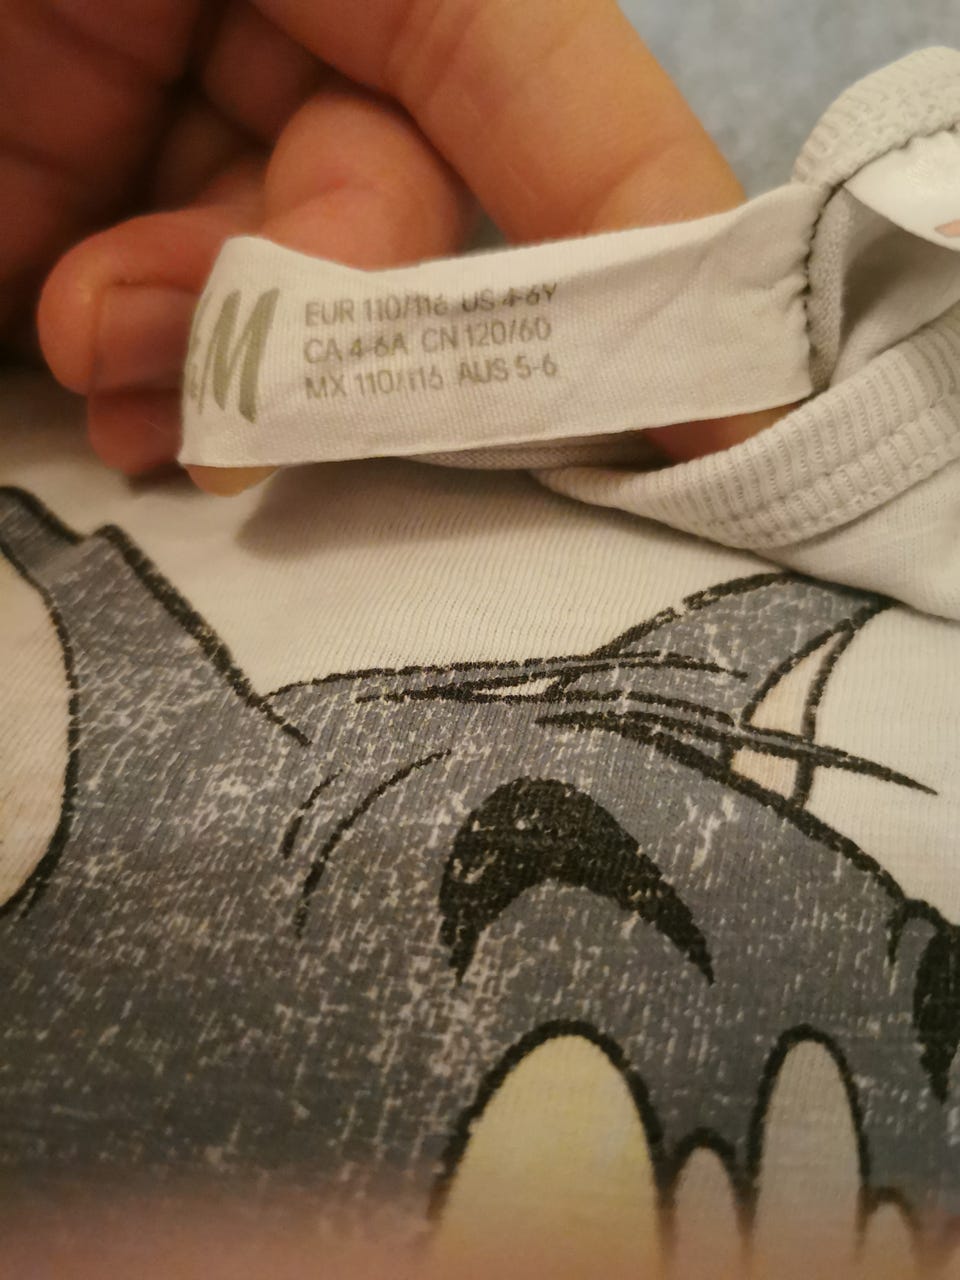 &M
EUR 110/116 US 4-6Y
CA 4-6A CN 120/60
MX 110/116 AUS 5-6